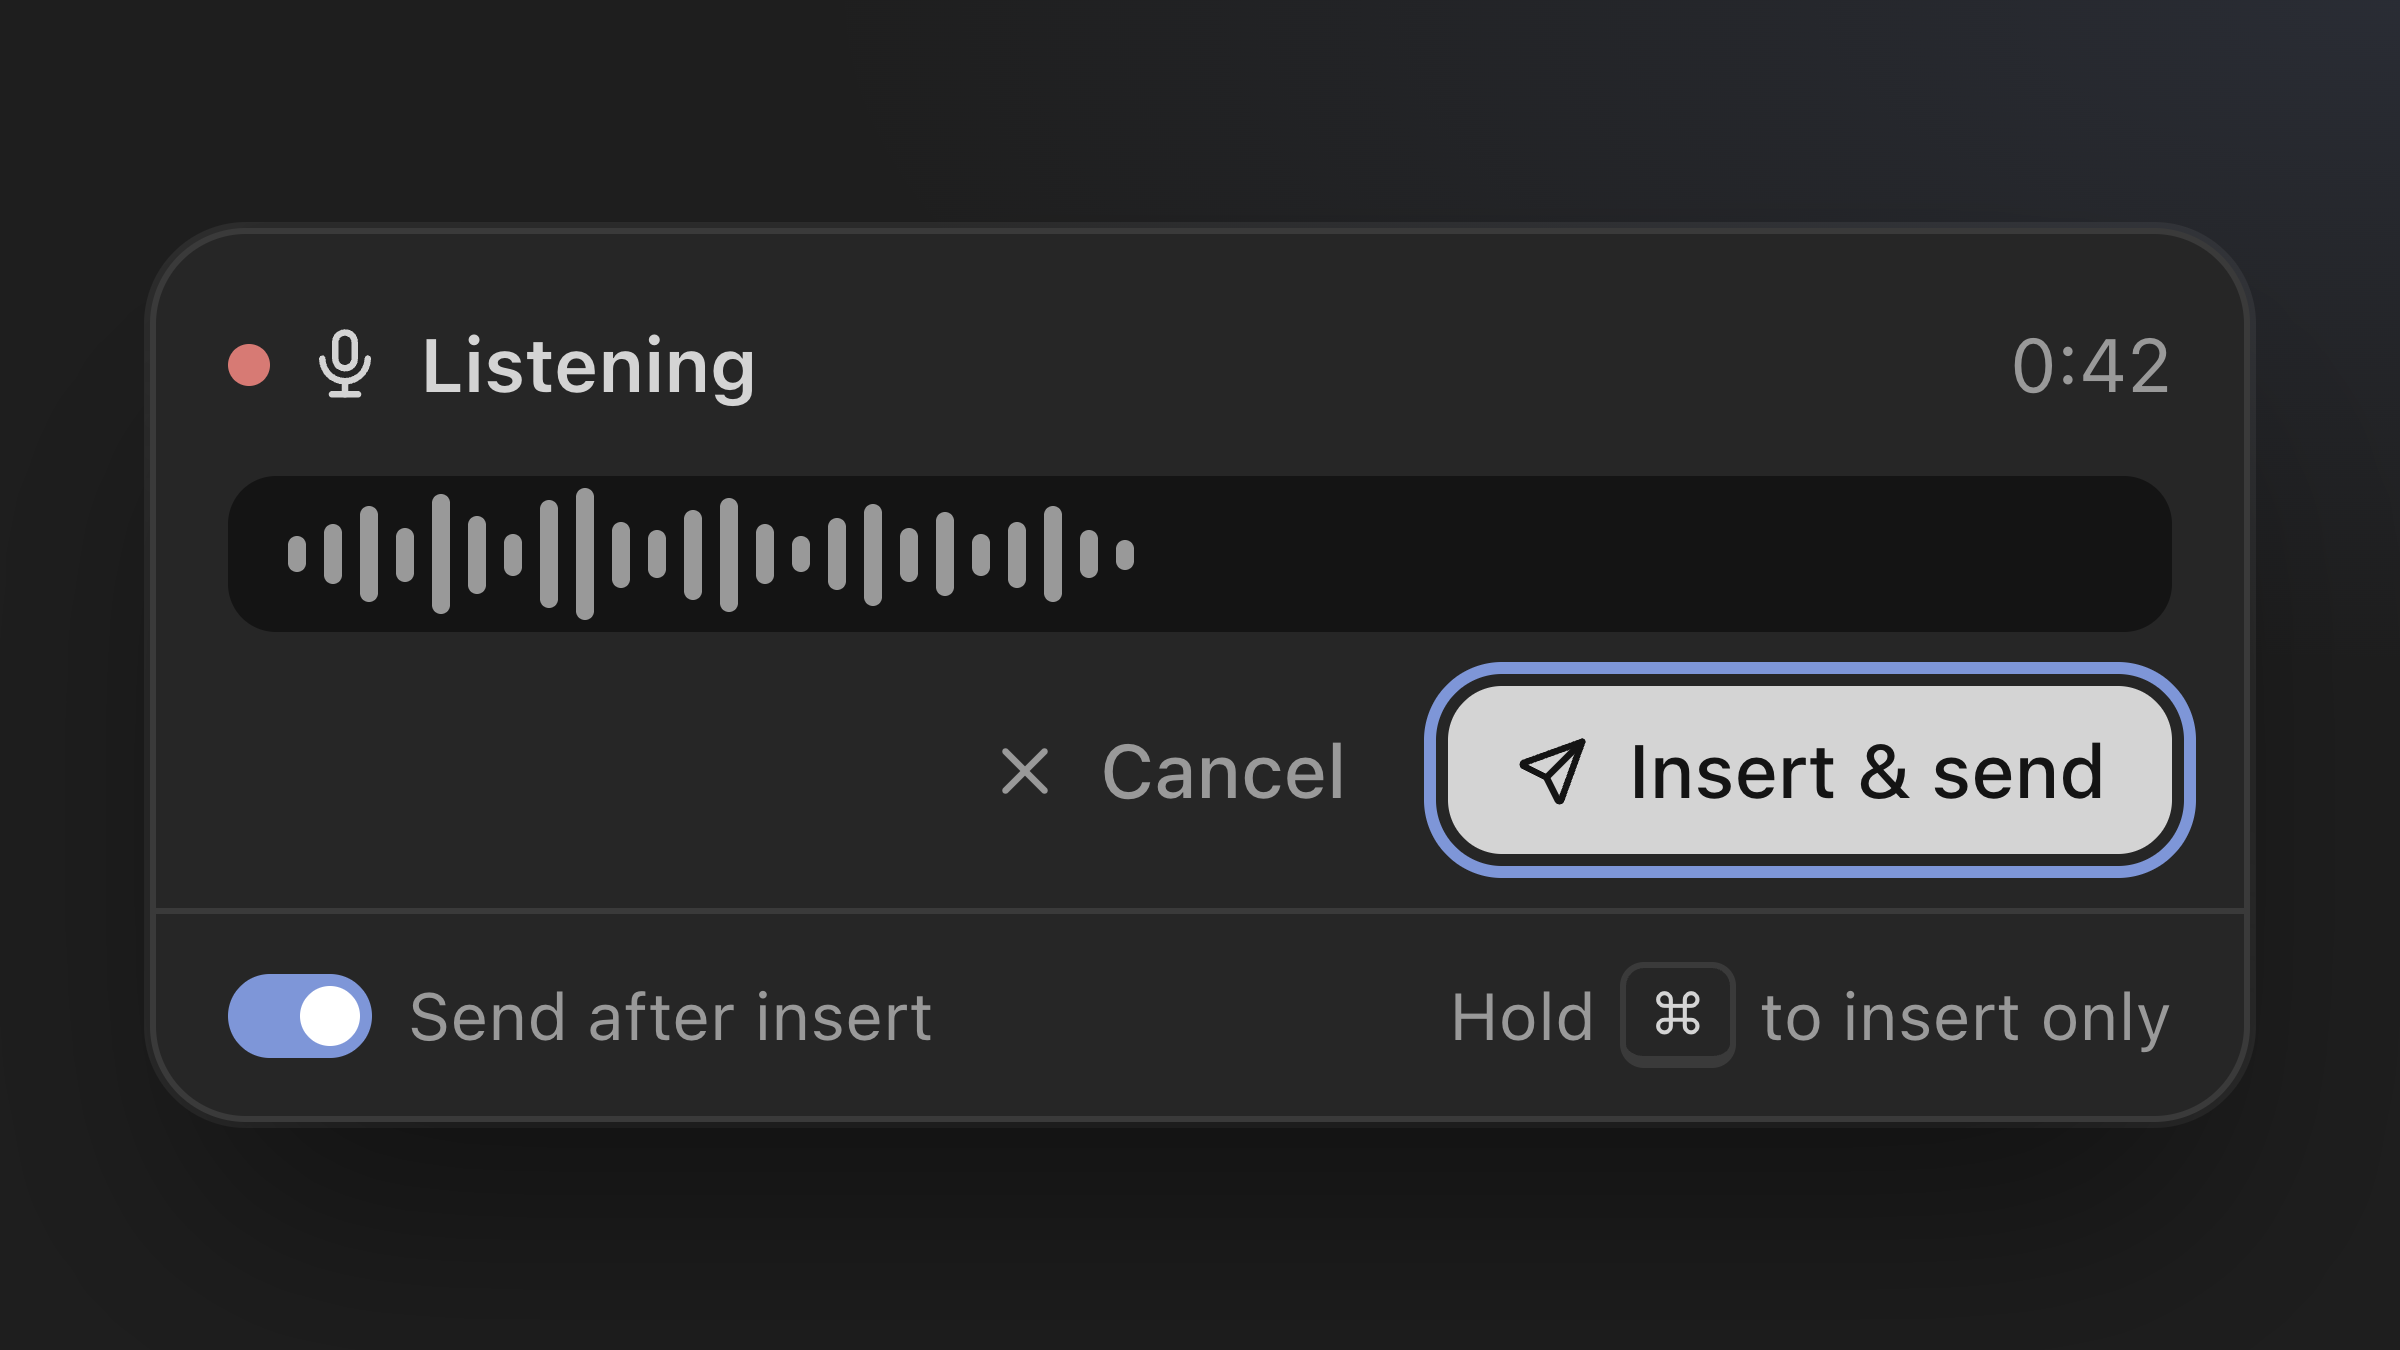 Listening 0:42
Cancel Insert & send
Send after insert Hold ⌘ to insert only